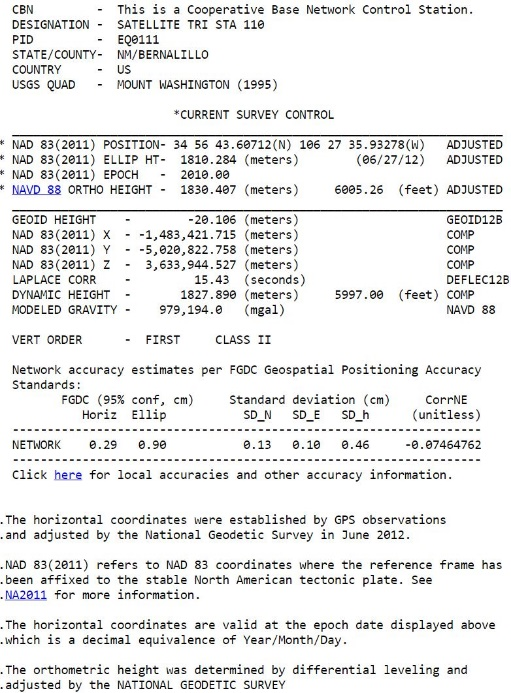 CBN - This is a Cooperative Base Network Control Station.
DESIGNATION - SATELLITE TRI STA 110
PID - EQ0111
STATE/COUNTY- NM/BERNALILLO
COUNTRY - US
USGS QUAD - MOUNT WASHINGTON (1995)
*CURRENT SURVEY CONTROL
* NAD 83(2011) POSITION- 34 56 43.60712(N) 106 27 35.93278(W) ADJUSTED
* NAD 83(2011) ELLIP HT- 1810.284 (meters) (06/27/12) ADJUSTED
* NAD 83(2011) EPOCH - 2010.00
* NAVD 88 ORTHO HEIGHT - 1830.407 (meters) 6005.26 (feet) ADJUSTED
GEOID HEIGHT - -20.106 (meters) GEOID12B
NAD 83(2011) X - -1,483,421.715 (meters) COMP
NAD 83(2011) Y - -5,020,822.758 (meters) COMP
NAD 83(2011) Z - 3,633,944.527 (meters) COMP
LAPLACE CORR - 15.43 (seconds) DEFLEC12B
DYNAMIC HEIGHT - 1827.890 (meters) 5997.00 (feet) COMP
MODELED GRAVITY - 979,194.0 (mgal) NAVD 88
VERT ORDER - FIRST CLASS II
Network accuracy estimates per FGDC Geospatial Positioning Accuracy
Standards:
FGDC (95% conf, cm) Standard deviation (cm) CorrNE
Horiz Ellip SD_N SD_E SD_h (unitless)
-------------------------------------------------------------------
NETWORK 0.29 0.90 0.13 0.10 0.46 -0.07464762
-------------------------------------------------------------------
Click here for local accuracies and other accuracy information.
.The horizontal coordinates were established by GPS observations
.and adjusted by the National Geodetic Survey in June 2012.
.NAD 83(2011) refers to NAD 83 coordinates where the reference frame has
.been affixed to the stable North American tectonic plate. See
.NA2011 for more information.
.The horizontal coordinates are valid at the epoch date displayed above
.which is a decimal equivalence of Year/Month/Day.
.The orthometric height was determined by differential leveling and
.adjusted by the NATIONAL GEODETIC SURVEY